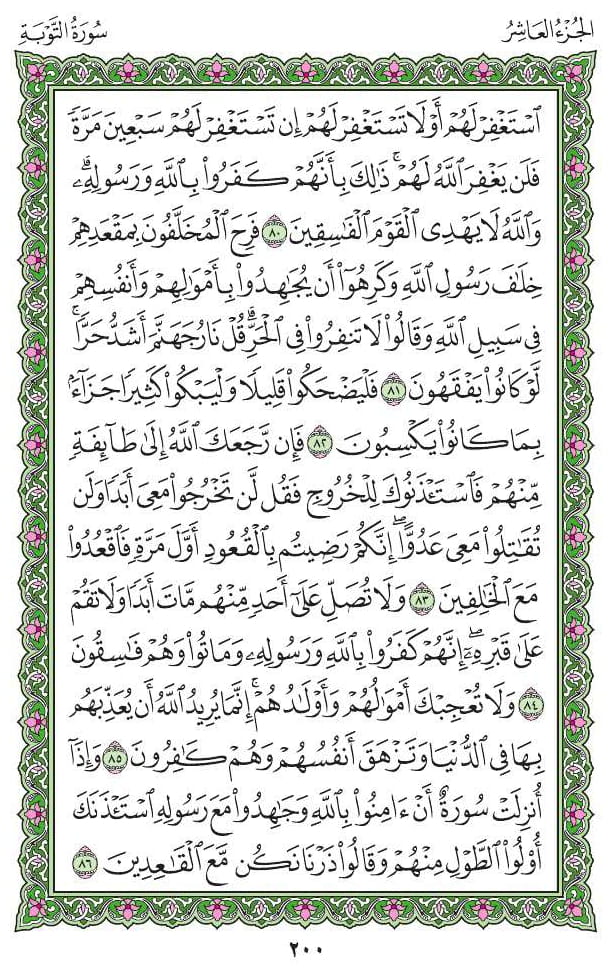 الجُزْءُ العَاشِرُ
سُورَةُ التَّوْبَةِ
ٱسْتَغْفِرْ لَهُمْ أَوْ لَا تَسْتَغْفِرْ لَهُمْ إِن تَسْتَغْفِرْ لَهُمْ سَبْعِينَ مَرَّةً
فَلَن يَغْفِرَ ٱللَّهُ لَهُمْۚ ذَٰلِكَ بِأَنَّهُمْ كَفَرُوا۟ بِٱللَّهِ وَرَسُولِهِۦۗ
وَٱللَّهُ لَا يَهْدِى ٱلْقَوْمَ ٱلْفَٰسِقِينَ ٨٠ فَرِحَ ٱلْمُخَلَّفُونَ بِمَقْعَدِهِمْ
خِلَٰفَ رَسُولِ ٱللَّهِ وَكَرِهُوٓا۟ أَن يُجَٰهِدُوا۟ بِأَمْوَٰلِهِمْ وَأَنفُسِهِمْ
فِى سَبِيلِ ٱللَّهِ وَقَالُوا۟ لَا تَنفِرُوا۟ فِى ٱلْحَرِّۗ قُلْ نَارُ جَهَنَّمَ أَشَدُّ حَرًّاۚ
لَّوْ كَانُوا۟ يَفْقَهُونَ ٨١ فَلْيَضْحَكُوا۟ قَلِيلًا وَلْيَبْكُوا۟ كَثِيرًا جَزَآءًۢ
بِمَا كَانُوا۟ يَكْسِبُونَ ٨٢ فَإِن رَّجَعَكَ ٱللَّهُ إِلَىٰ طَآئِفَةٍ
مِّنْهُمْ فَٱسْتَـْٔذَنُوكَ لِلْخُرُوجِ فَقُل لَّن تَخْرُجُوا۟ مَعِىَ أَبَدًا وَلَن
تُقَٰتِلُوا۟ مَعِىَ عَدُوًّاۖ إِنَّكُمْ رَضِيتُم بِٱلْقُعُودِ أَوَّلَ مَرَّةٍ فَٱقْعُدُوا۟
مَعَ ٱلْخَٰلِفِينَ ٨٣ وَلَا تُصَلِّ عَلَىٰٓ أَحَدٍ مِّنْهُم مَّاتَ أَبَدًا وَلَا تَقُمْ
عَلَىٰ قَبْرِهِۦٓۖ إِنَّهُمْ كَفَرُوا۟ بِٱللَّهِ وَرَسُولِهِۦ وَمَاتُوا۟ وَهُمْ فَٰسِقُونَ
٨٤ وَلَا تُعْجِبْكَ أَمْوَٰلُهُمْ وَأَوْلَٰدُهُمْۚ إِنَّمَا يُرِيدُ ٱللَّهُ أَن يُعَذِّبَهُم
بِهَا فِى ٱلدُّنْيَا وَتَزْهَقَ أَنفُسُهُمْ وَهُمْ كَٰفِرُونَ ٨٥ وَإِذَآ
أُنزِلَتْ سُورَةٌ أَنْ ءَامِنُوا۟ بِٱللَّهِ وَجَٰهِدُوا۟ مَعَ رَسُولِهِ ٱسْتَـْٔذَنَكَ
أُو۟لُوا۟ ٱلطَّوْلِ مِنْهُمْ وَقَالُوا۟ ذَرْنَا نَكُن مَّعَ ٱلْقَٰعِدِينَ ٨٦
٢٠٠